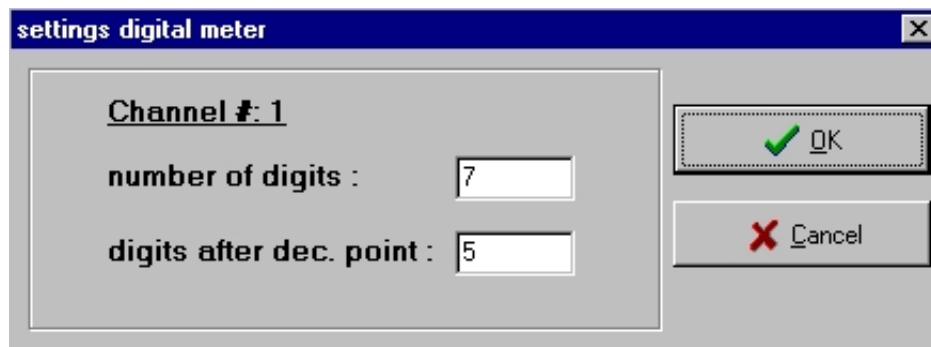 settings digital meter
Channel #: 1
number of digits : 7
digits after dec. point : 5
OK
Cancel